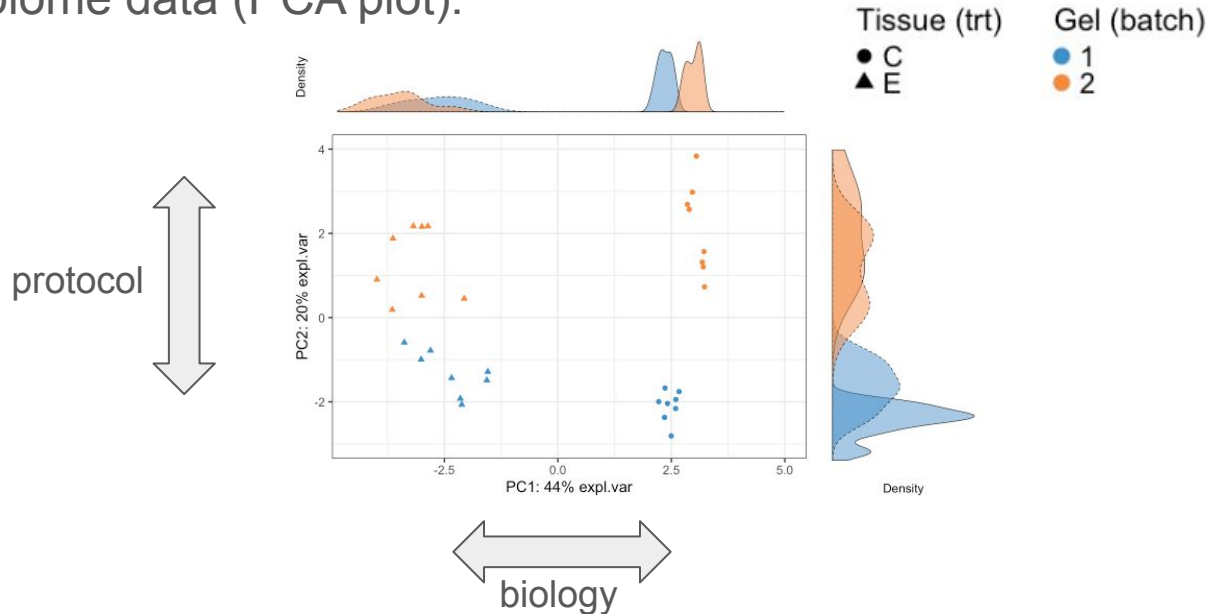 biome data (PCA plot).
Tissue (trt)
C
E
Gel (batch)
1
2
Density
4
2
0
-2
PC2: 20% expl.var
-2.5
0.0
2.5
5.0
PC1: 44% expl.var
Density
protocol
biology